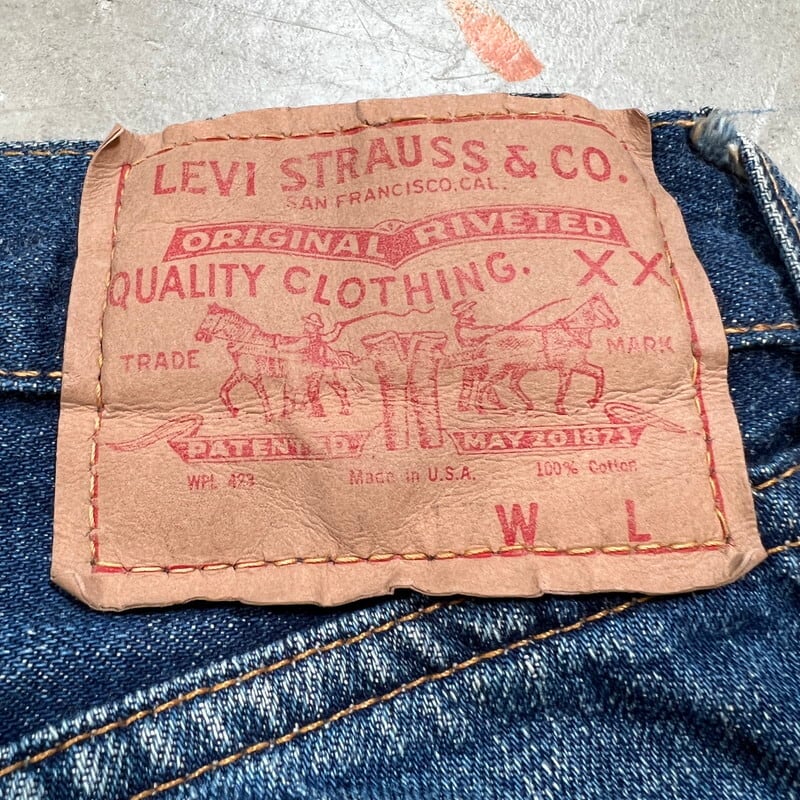 LEVI STRAUSS & CO.
SAN FRANCISCO, CAL.
ORIGINAL RIVETED
QUALITY CLOTHING. XX
TRADE MARK
PATENTED MAY 20 1873
WPL 423 Made in U.S.A. 100% Cotton
W L